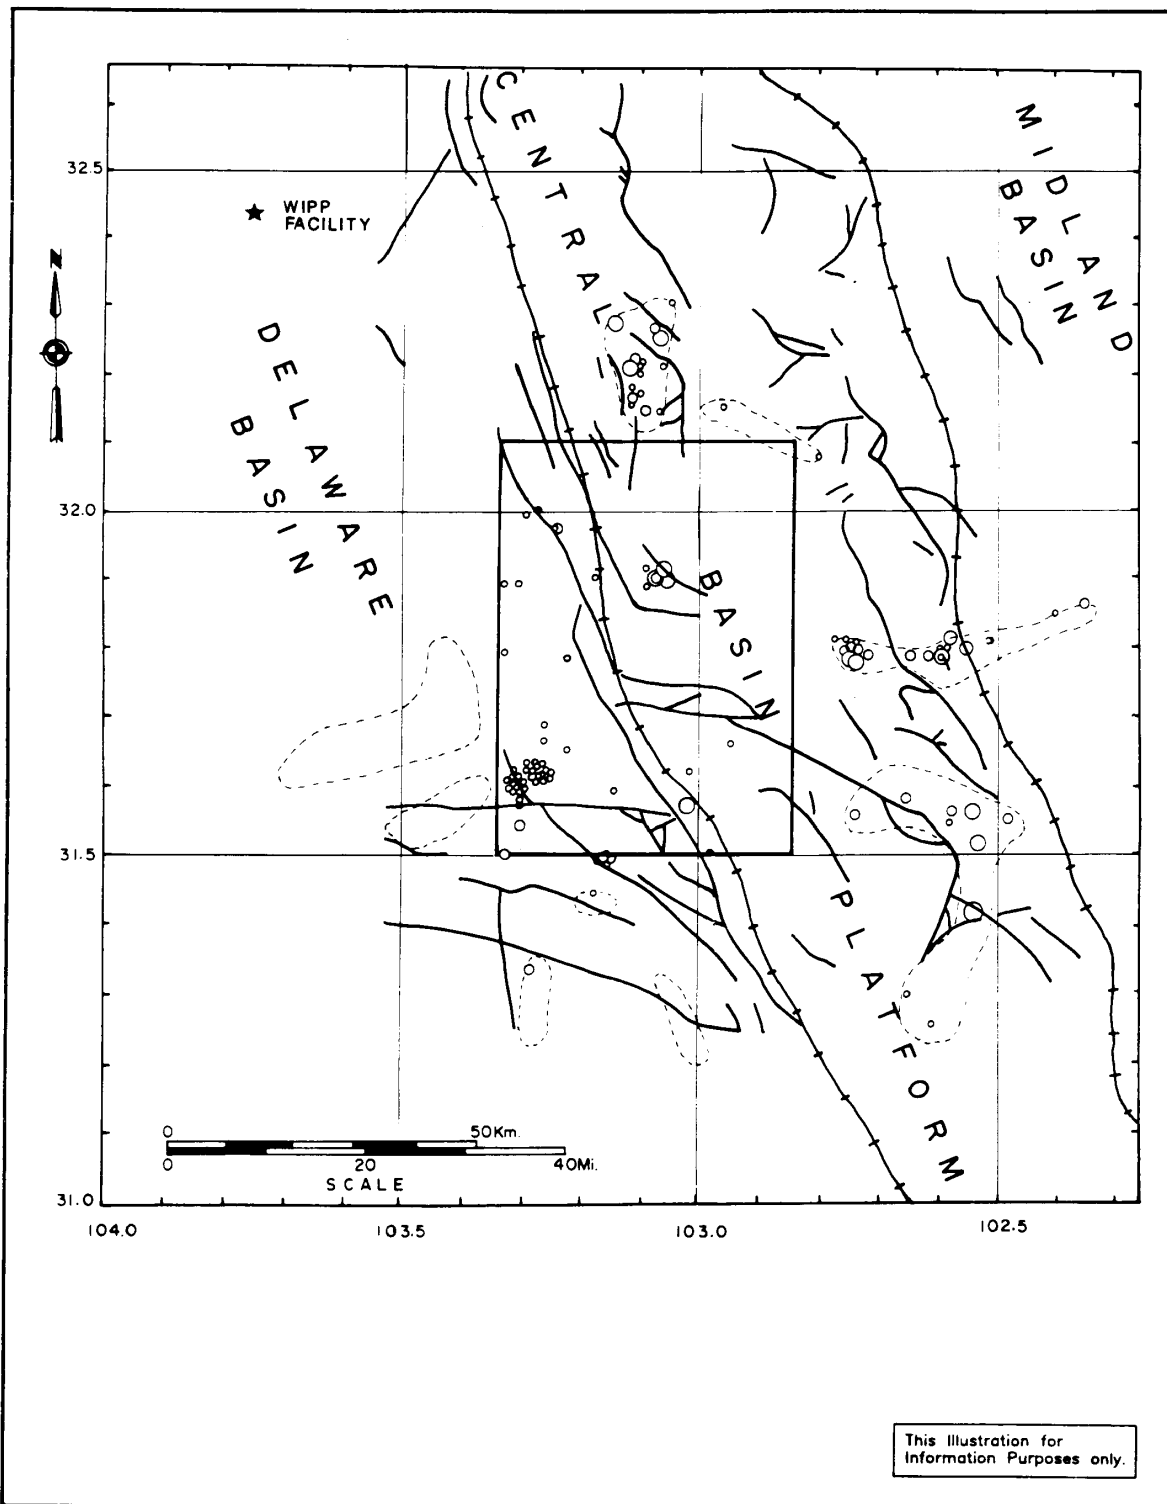 CENTRAL
MIDLAND
BASIN
32.5
WIPP
FACILITY
N
DELAWARE
BASIN
32.0
BASIN
31.5
PLATFORM
0 50Km.
0 20 40Mi.
SCALE
31.0
104.0 103.5 103.0 102.5
This Illustration for
Information Purposes only.